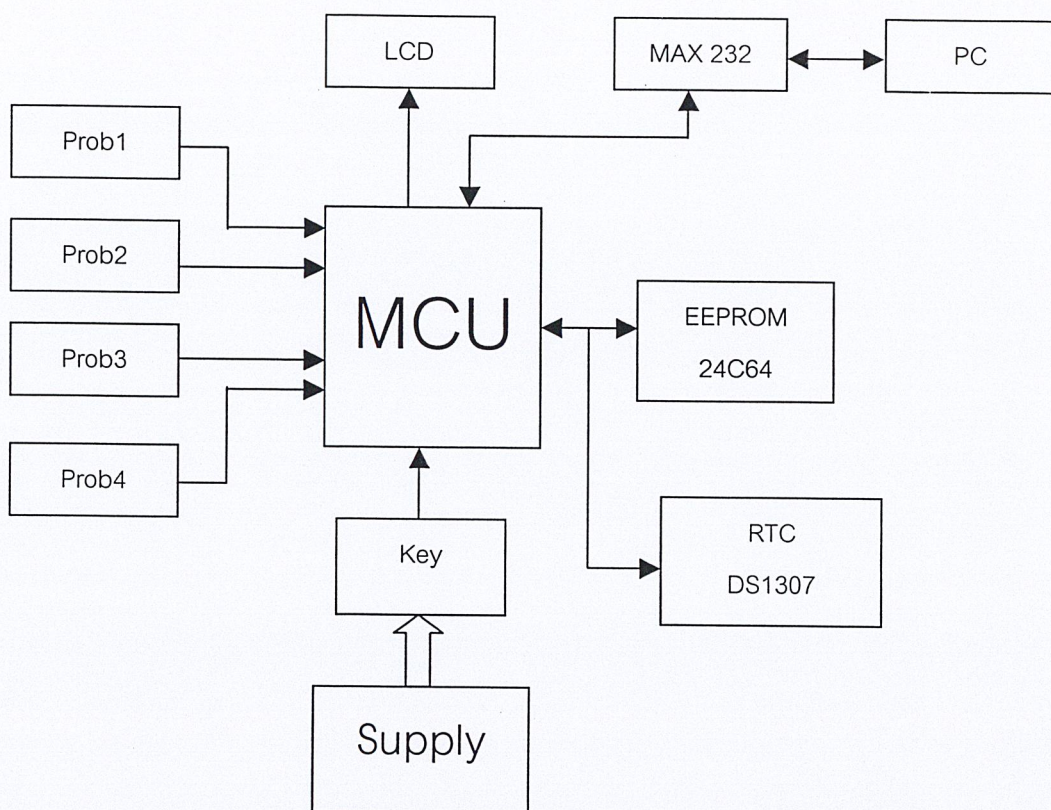 LCD
MAX 232
PC
Prob1
Prob2
Prob3
Prob4
MCU
EEPROM
24C64
Key
RTC
DS1307
Supply